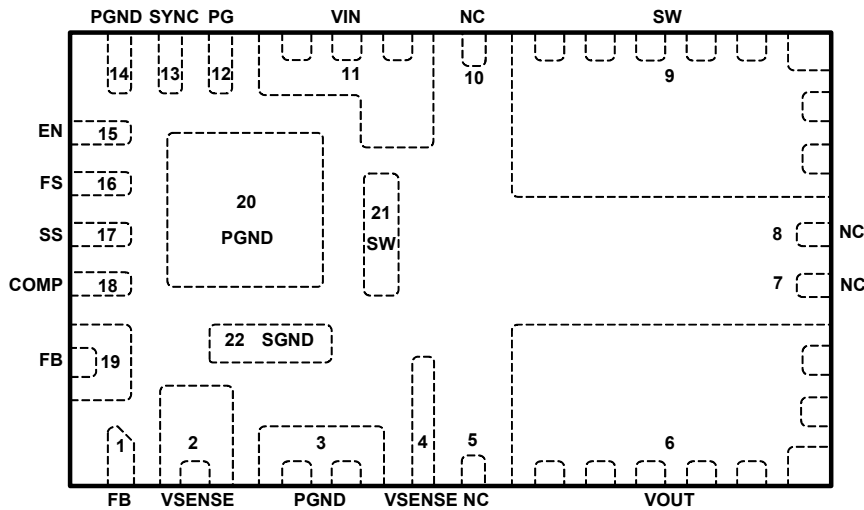 PGND SYNC PG VIN NC SW
14 13 12 11 10 9
EN 15
FS 16
20
PGND
21
SW
SS 17
8 NC
COMP 18
7 NC
22 SGND
FB 19
1 2 3 4 5 6
FB VSENSE PGND VSENSE NC VOUT